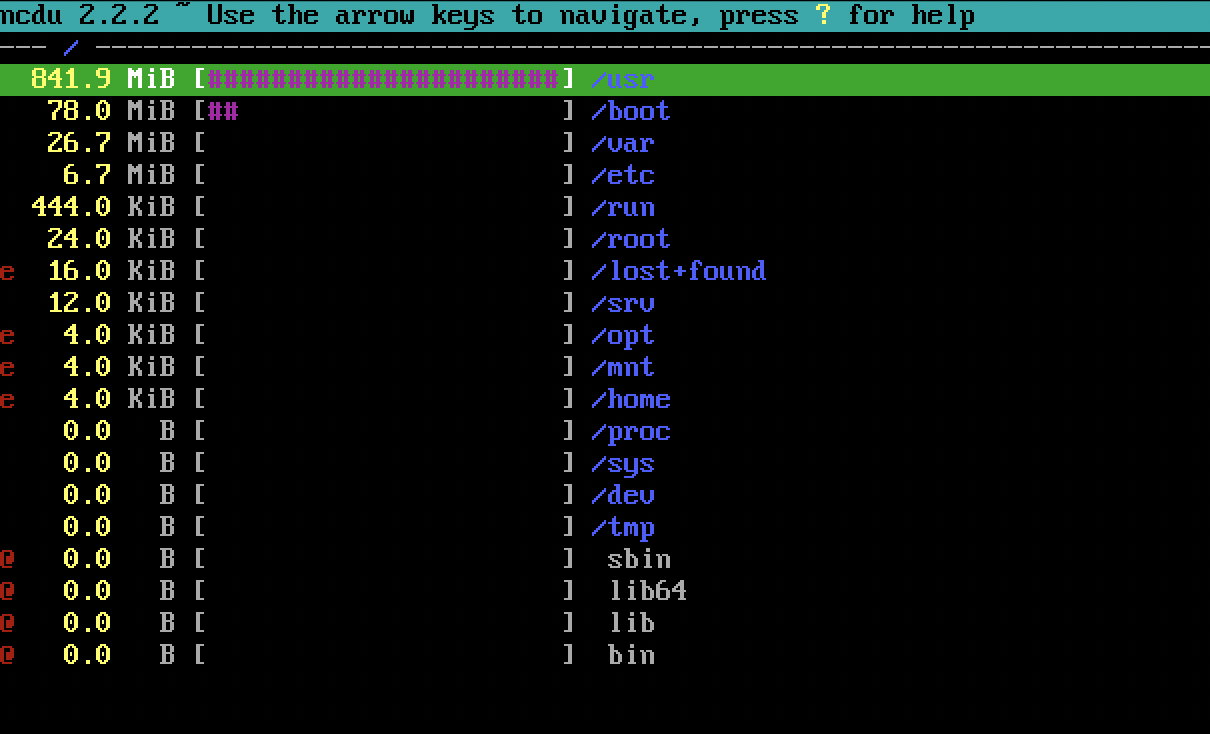 ncdu 2.2.2 ~ Use the arrow keys to navigate, press ? for help
--- / ----------------------------------------------------------------------
841.9 MiB [######################] /usr
78.0 MiB [## ] /boot
26.7 MiB [ ] /var
6.7 MiB [ ] /etc
444.0 KiB [ ] /run
24.0 KiB [ ] /root
e 16.0 KiB [ ] /lost+found
12.0 KiB [ ] /srv
e 4.0 KiB [ ] /opt
e 4.0 KiB [ ] /mnt
e 4.0 KiB [ ] /home
0.0 B [ ] /proc
0.0 B [ ] /sys
0.0 B [ ] /dev
0.0 B [ ] /tmp
@ 0.0 B [ ] sbin
@ 0.0 B [ ] lib64
@ 0.0 B [ ] lib
@ 0.0 B [ ] bin